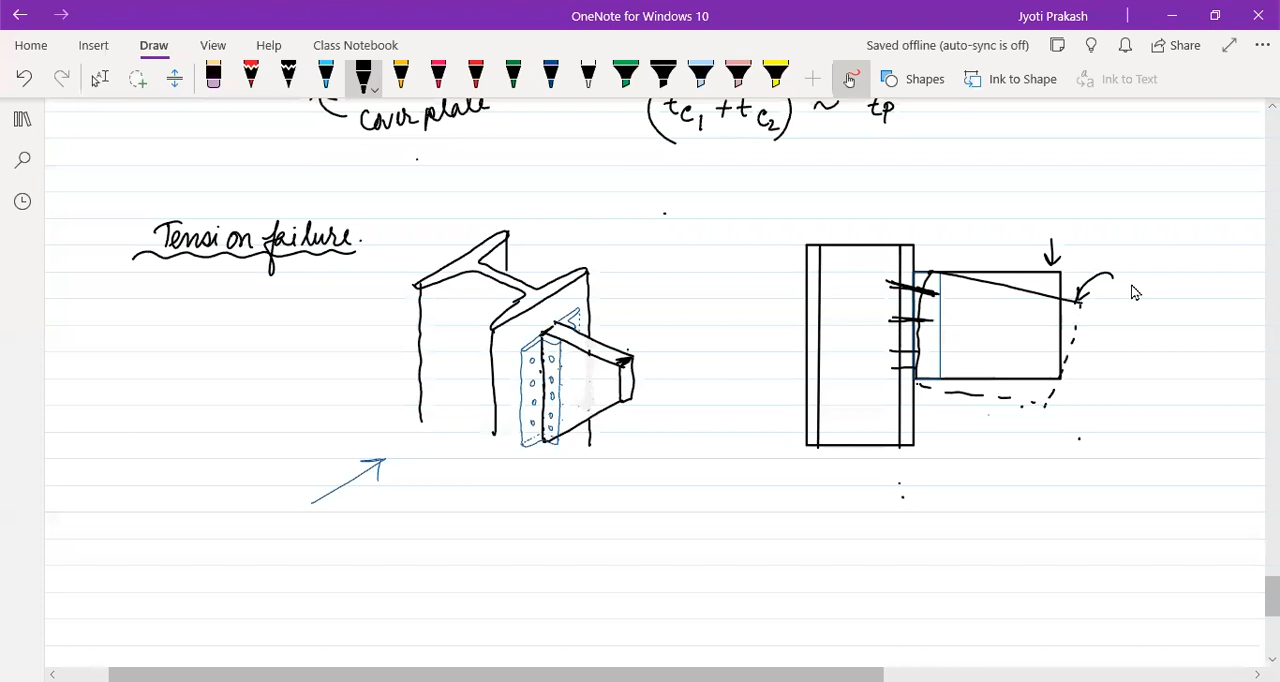 OneNote for Windows 10
Jyoti Prakash
Home Insert Draw View Help Class Notebook
Saved offline (auto-sync is off)
Share
Shapes
Ink to Shape
Ink to Text
cover plate
(tc1 + tc2) ~ tp
Tension failure.